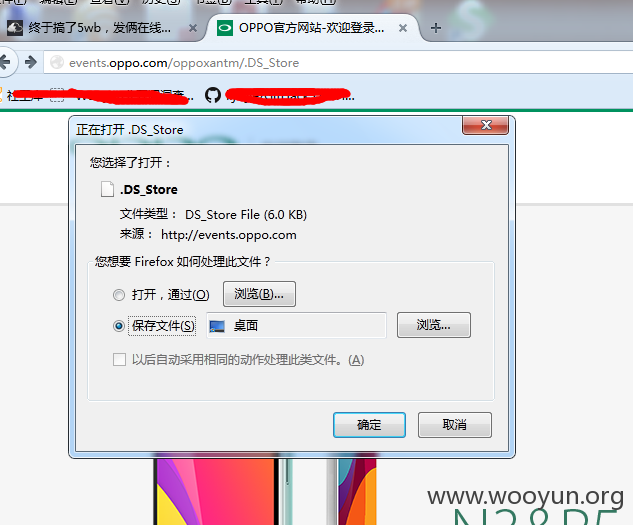 终于搞了5wb，发俩在线...
OPPO官方网站-欢迎登录...
events.oppo.com/oppoxantm/.DS_Store
正在打开 .DS_Store
您选择了打开：
.DS_Store
文件类型： DS_Store File (6.0 KB)
来源： http://events.oppo.com
您想要 Firefox 如何处理此文件？
打开，通过(O) 浏览(B)...
保存文件(S) 桌面 浏览...
以后自动采用相同的动作处理此类文件。(A)
确定 取消
www.wooyun.org